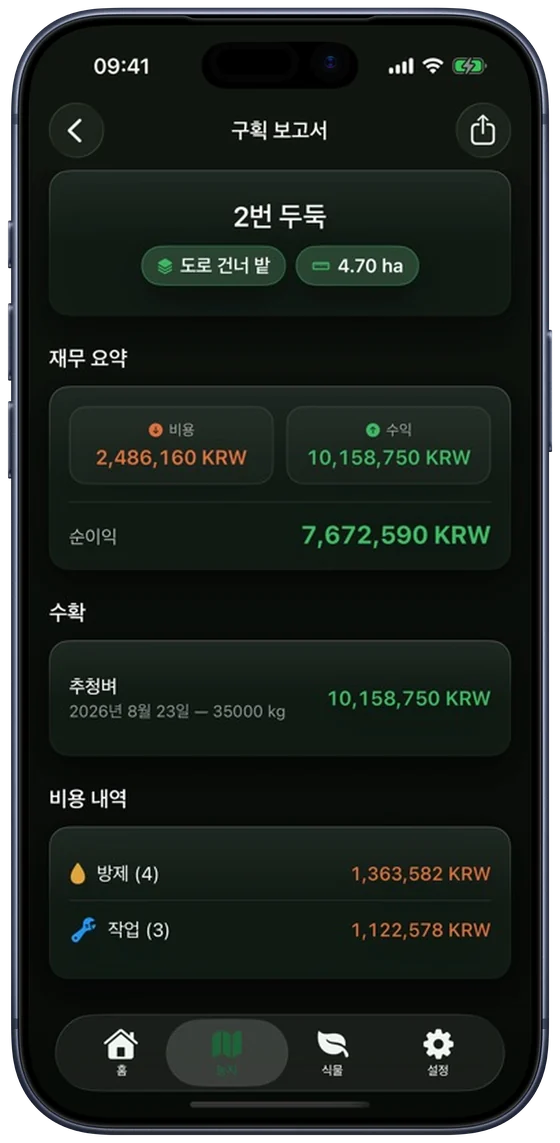 09:41
구획 보고서
2번 두둑
도로 건너 밭
4.70 ha
재무 요약
비용
수익
2,486,160 KRW
10,158,750 KRW
순이익
7,672,590 KRW
수확
추청벼
10,158,750 KRW
2026년 8월 23일 — 35000 kg
비용 내역
방제 (4)
1,363,582 KRW
작업 (3)
1,122,578 KRW
홈
식물
설정